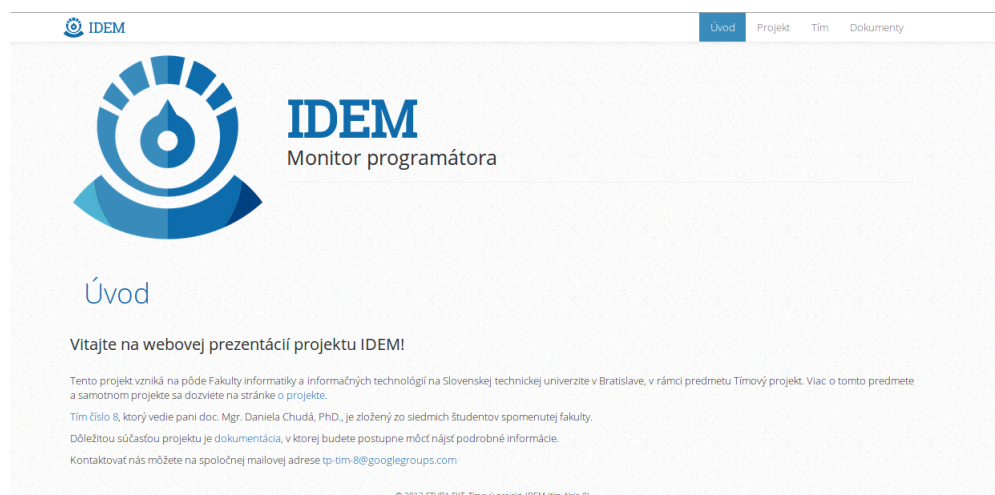 IDEM
Úvod Projekt Tím Dokumenty
IDEM
Monitor programátora
Úvod
Vitajte na webovej prezentácií projektu IDEM!
Tento projekt vzniká na pôde Fakulty informatiky a informačných technológií na Slovenskej technickej univerzite v Bratislave, v rámci predmetu Tímový projekt. Viac o tomto predmete
a samotnom projekte sa dozviete na stránke o projekte.
Tím číslo 8, ktorý vedie pani doc. Mgr. Daniela Chudá, PhD., je zložený zo siedmich študentov spomenutej fakulty.
Dôležitou súčasťou projektu je dokumentácia, v ktorej budete postupne môcť nájsť podrobné informácie.
Kontaktovať nás môžete na spoločnej mailovej adrese tp-tim-8@googlegroups.com